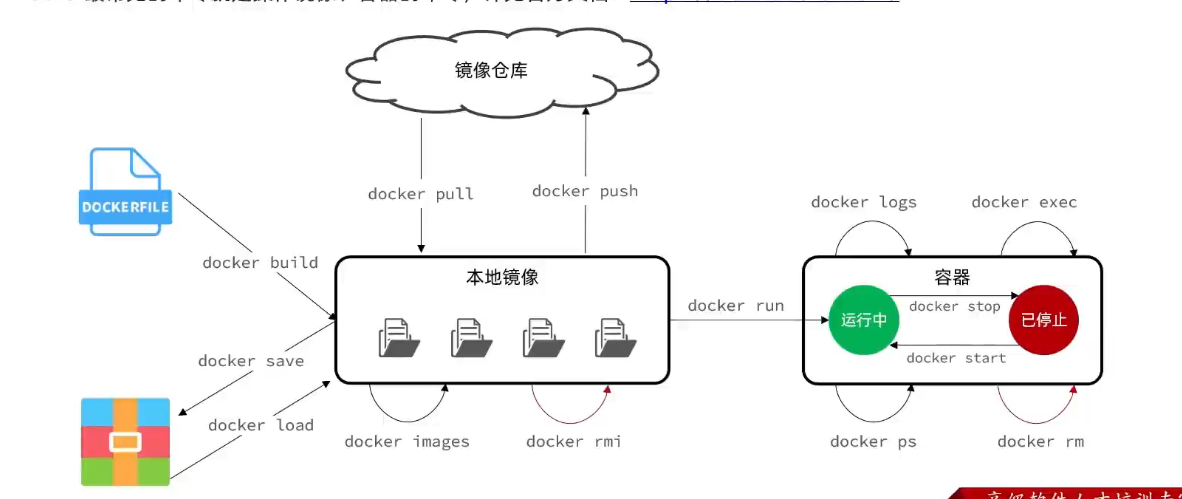 镜像仓库
docker pull
docker push
DOCKERFILE
docker logs
docker exec
docker build
本地镜像
容器
docker run
运行中
docker stop
已停止
docker start
docker save
docker load
docker images
docker rmi
docker ps
docker rm